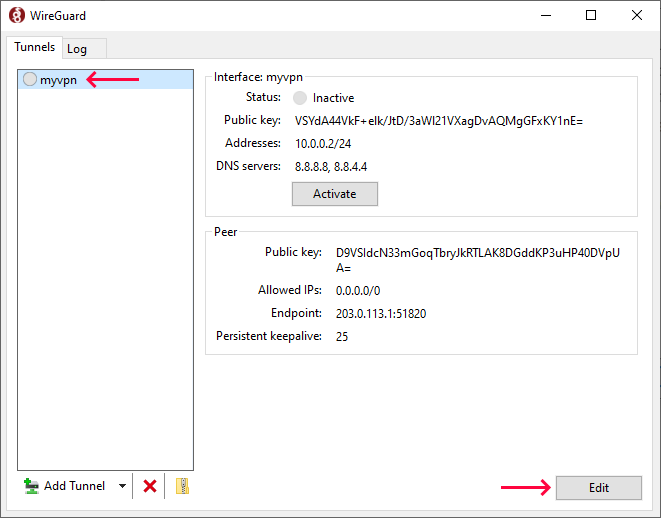 WireGuard
Tunnels Log
myvpn
Interface: myvpn
Status: Inactive
Public key: VSYdA44VkF+elk/JtD/3aWI21VXagDvAQMgGFxKY1nE=
Addresses: 10.0.0.2/24
DNS servers: 8.8.8.8, 8.8.4.4
Activate
Peer
Public key: D9VSIdcN33mGoqTbryJkRTLAK8DGddKP3uHP40DVpU
A=
Allowed IPs: 0.0.0.0/0
Endpoint: 203.0.113.1:51820
Persistent keepalive: 25
Add Tunnel
Edit